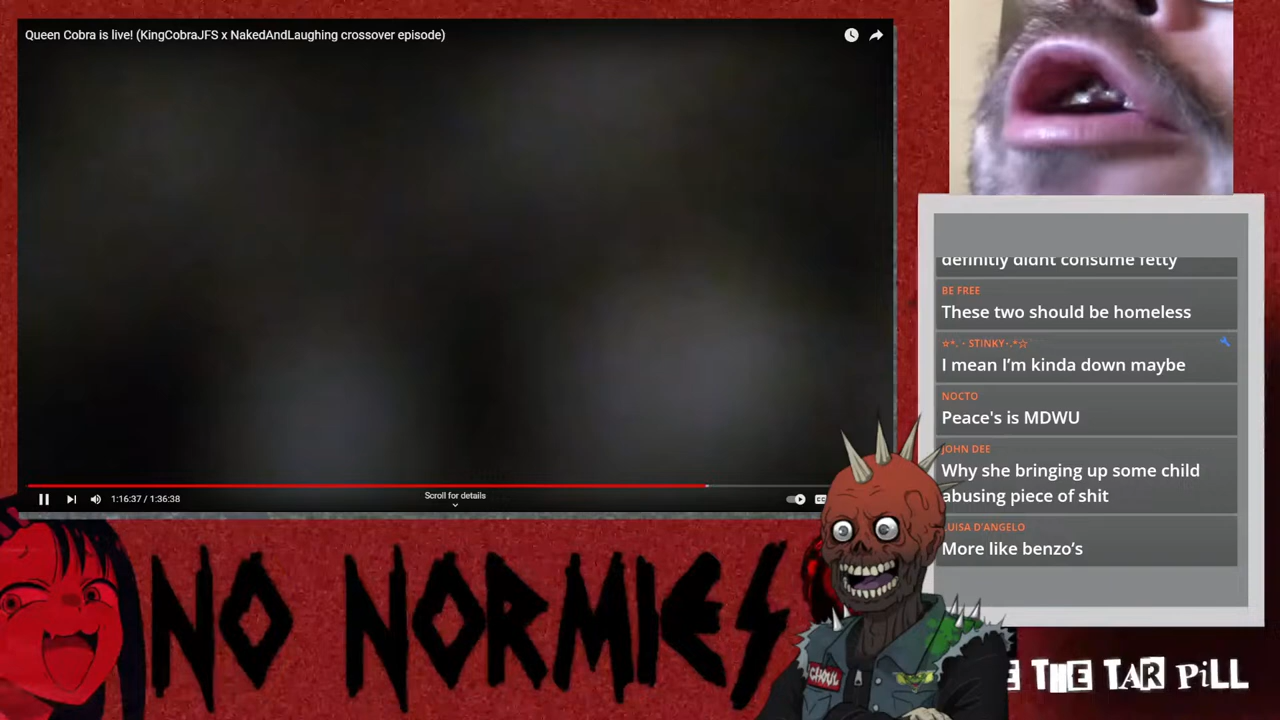 Queen Cobra is live! (KingCobraJFS x NakedAndLaughing crossover episode)
definitly didnt consume fetty
BE FREE
These two should be homeless
☆*. - STINKY-.*☆
I mean I’m kinda down maybe
NOCTO
Peace's is MDWU
JOHN DEE
Why she bringing up some child
abusing piece of shit
LUISA D'ANGELO
More like benzo’s
1:16:37 / 1:36:38
Scroll for details
CC
NO NORMIES
GHOUL
E THE TAR PiLL